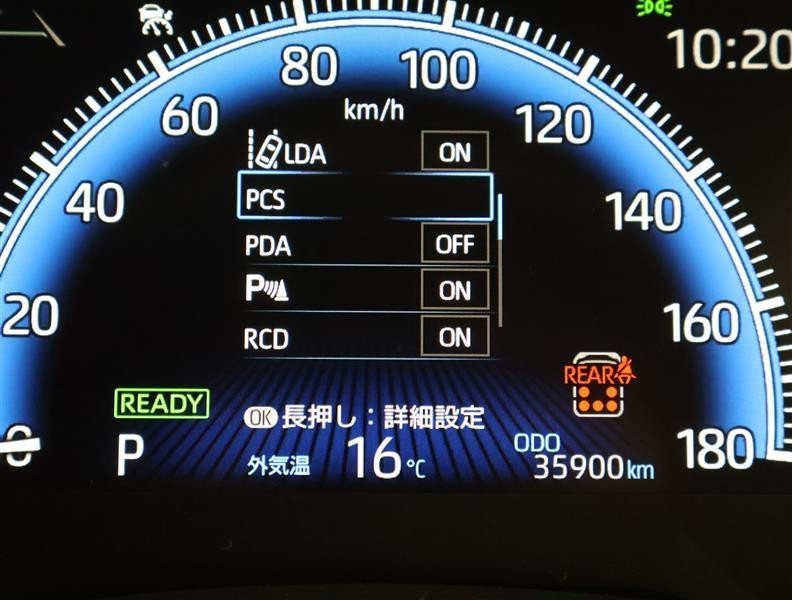 10:20
80
100
60
km/h
120
LDA ON
40
PCS
140
PDA OFF
P ON
20
160
RCD ON
REAR
READY
OK 長押し：詳細設定
0
P
外気温 16℃
ODO
35900km
180